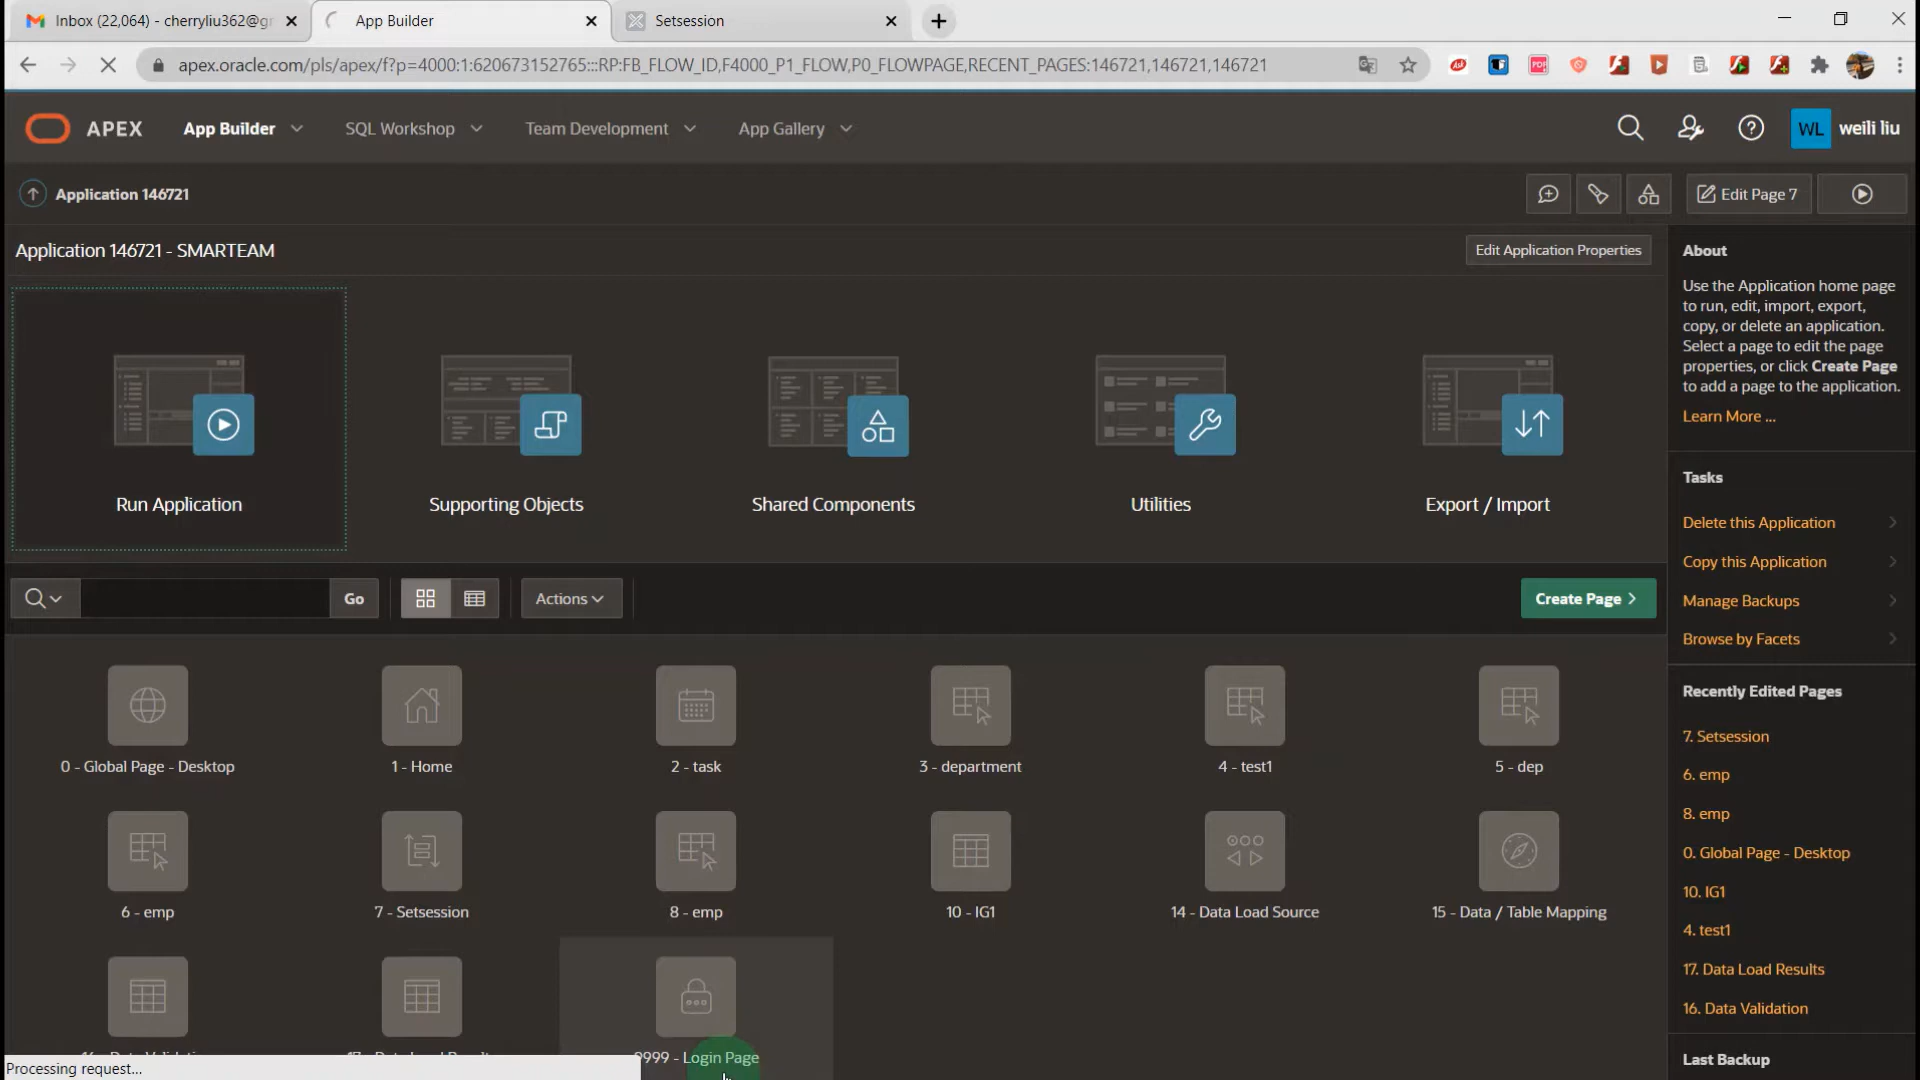 Inbox (22,064) - cherryliu362@g
App Builder
Setsession
apex.oracle.com/pls/apex/f?p=4000:1:620673152765:::RP:FB_FLOW_ID,F4000_P1_FLOW,P0_FLOWPAGE,RECENT_PAGES:146721,146721,146721
APEX App Builder SQL Workshop Team Development App Gallery WL weili liu
Application 146721
Edit Page 7
Application 146721 - SMARTEAM
Edit Application Properties
Run Application
Supporting Objects
Shared Components
Utilities
Export / Import
Go
Actions
Create Page
0 - Global Page - Desktop
1 - Home
2 - task
3 - department
4 - test1
5 - dep
6 - emp
7 - Setsession
8 - emp
10 - IG1
14 - Data Load Source
15 - Data / Table Mapping
9999 - Login Page
Processing request...
About
Use the Application home page
to run, edit, import, export,
copy, or delete an application.
Select a page to edit the page
properties, or click Create Page
to add a page to the application.
Learn More ...
Tasks
Delete this Application
Copy this Application
Manage Backups
Browse by Facets
Recently Edited Pages
7. Setsession
6. emp
8. emp
0. Global Page - Desktop
10. IG1
4. test1
17. Data Load Results
16. Data Validation
Last Backup